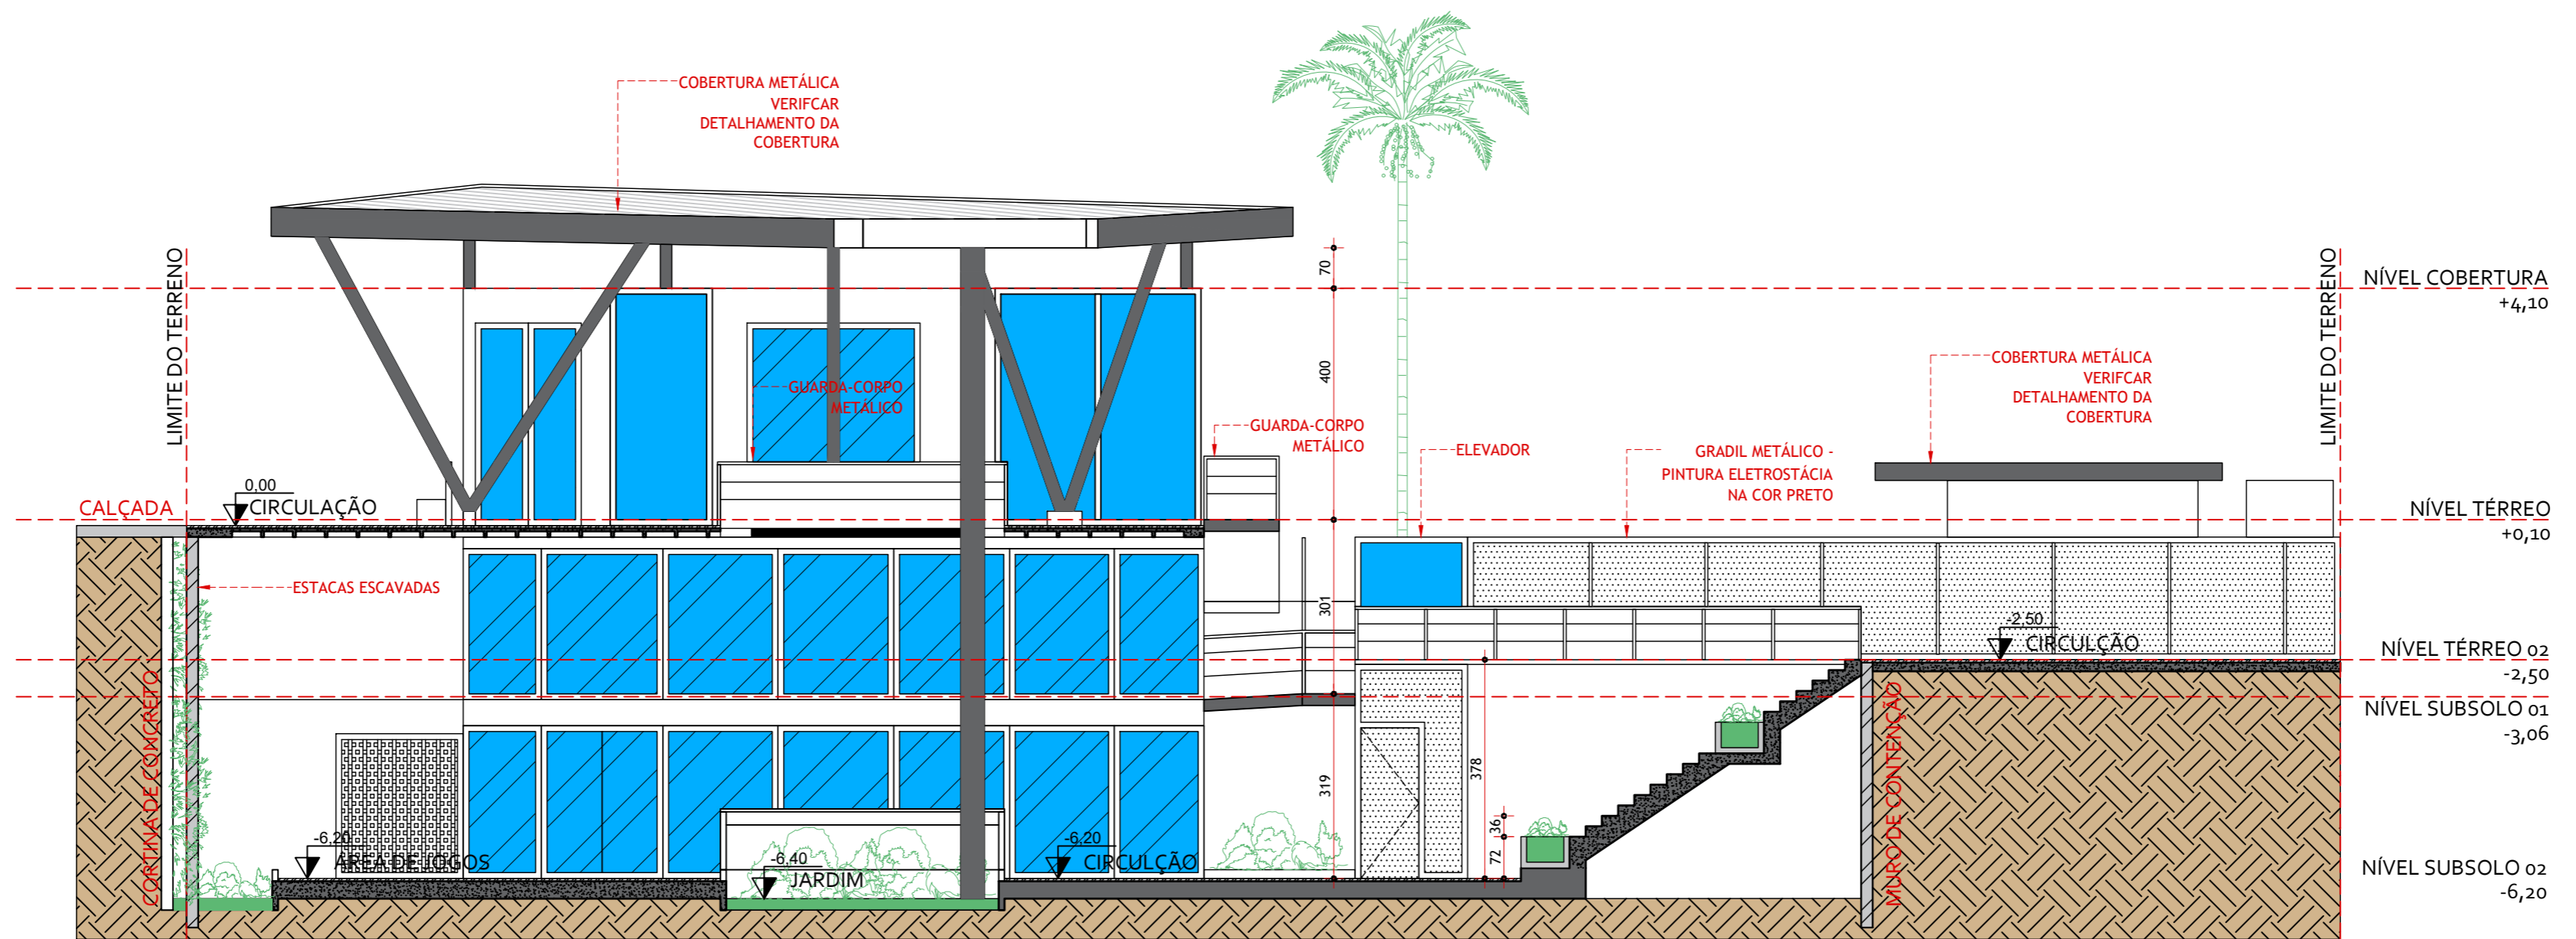 COBERTURA METÁLICA
VERIFCAR
DETALHAMENTO DA
COBERTURA
LIMITE DO TERRENO
70
LIMITE DO TERRENO
NÍVEL COBERTURA
+4,10
400
COBERTURA METÁLICA
VERIFCAR
DETALHAMENTO DA
COBERTURA
GUARDA-CORPO
METÁLICO
GUARDA-CORPO
METÁLICO
ELEVADOR
GRADIL METÁLICO -
PINTURA ELETROSTÁCIA
NA COR PRETO
0,00
CALÇADA
CIRCULAÇÃO
NÍVEL TÉRREO
+0,10
ESTACAS ESCAVADAS
301
-2,50
CIRCULÇÃO
NÍVEL TÉRREO 02
-2,50
CORTINA DE CONCRETO
MURO DE CONTENÇÃO
NÍVEL SUBSOLO 01
-3,06
319
378
36
72
-6,20
ÁREA DE JOGOS
-6,40
JARDIM
-6,20
CIRCULÇÃO
NÍVEL SUBSOLO 02
-6,20